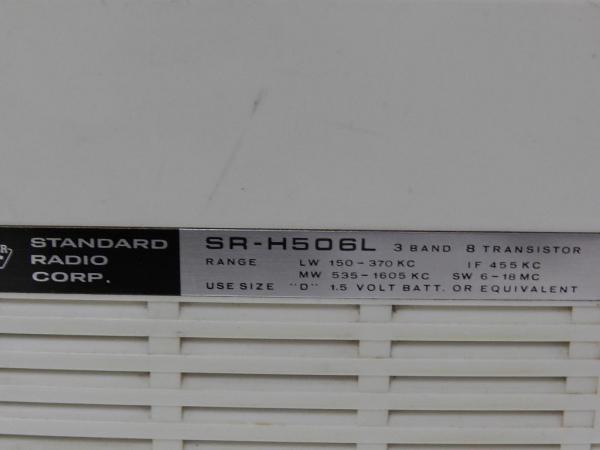 STANDARD
RADIO
CORP.
SR-H506L 3 BAND 8 TRANSISTOR
RANGE LW 150-370 KC IF 455 KC
MW 535-1605 KC SW 6-18 MC
USE SIZE "D" 1.5 VOLT BATT. OR EQUIVALENT